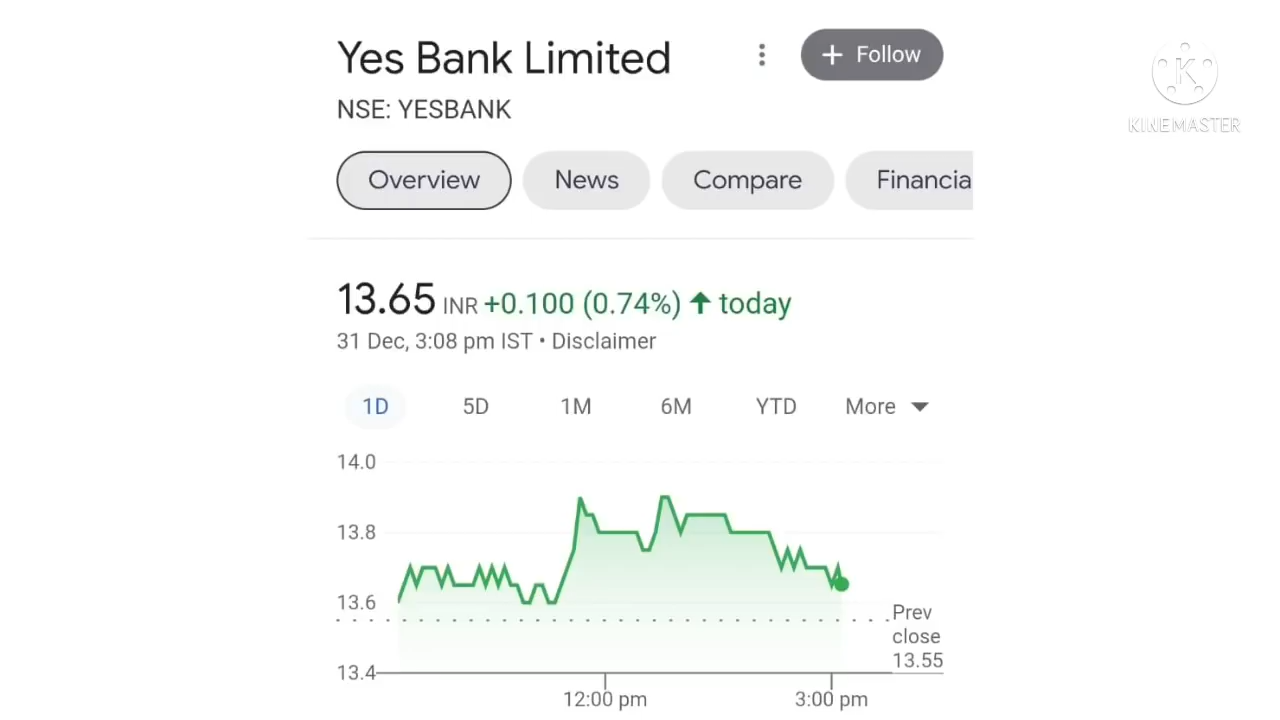 Yes Bank Limited
+ Follow
NSE: YESBANK
Overview
News
Compare
Financia
13.65 INR +0.100 (0.74%) ↑ today
31 Dec, 3:08 pm IST • Disclaimer
1D
5D
1M
6M
YTD
More
14.0
13.8
13.6
13.4
Prev
close
13.55
12:00 pm
3:00 pm
K
KINEMASTER